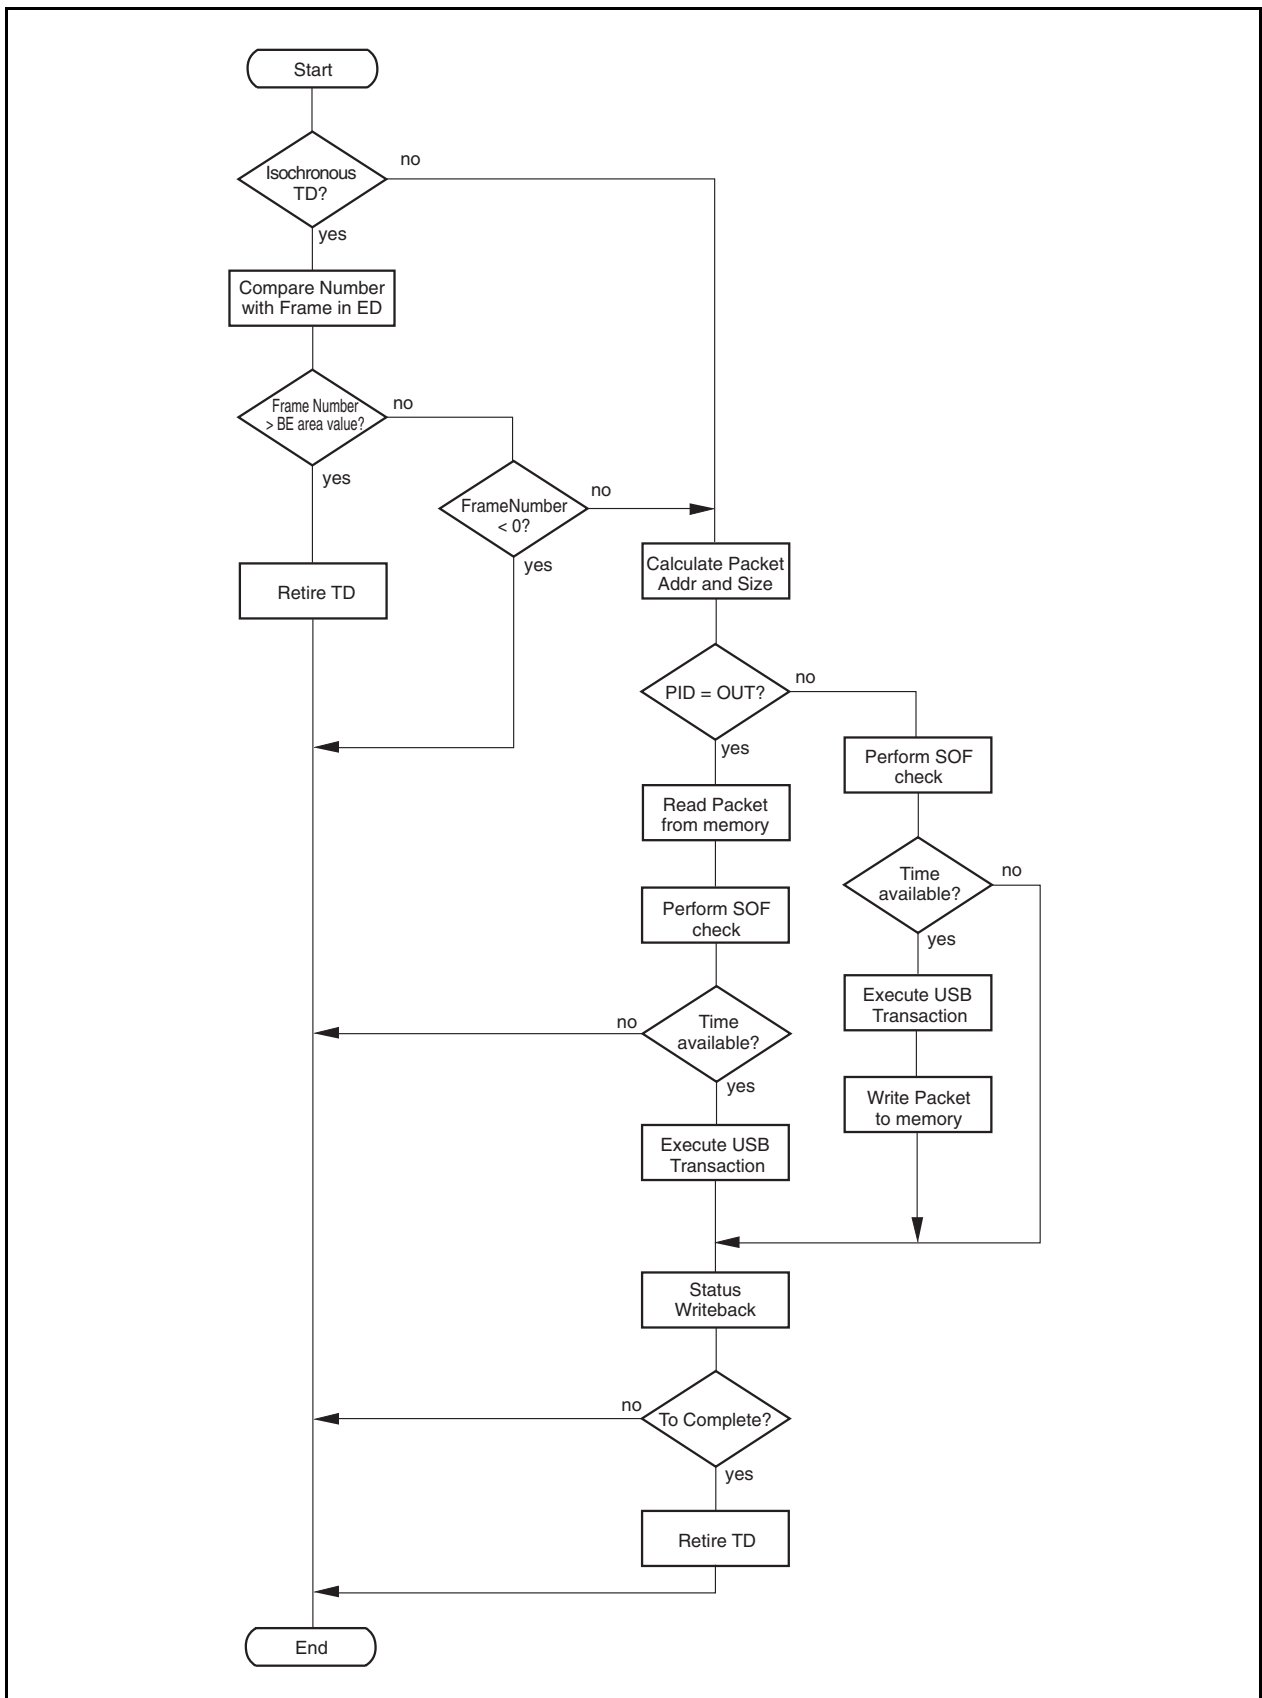 Start
no
Isochronous
TD?
yes
Compare Number
with Frame in ED
no
Frame Number
> BE area value?
yes
no
FrameNumber
< 0?
yes
Calculate Packet
Addr and Size
Retire TD
no
PID = OUT?
yes
Perform SOF
check
Read Packet
from memory
Time
available?
no
yes
Perform SOF
check
Execute USB
Transaction
no
Time
available?
yes
Write Packet
to memory
Execute USB
Transaction
Status
Writeback
no
To Complete?
yes
Retire TD
End